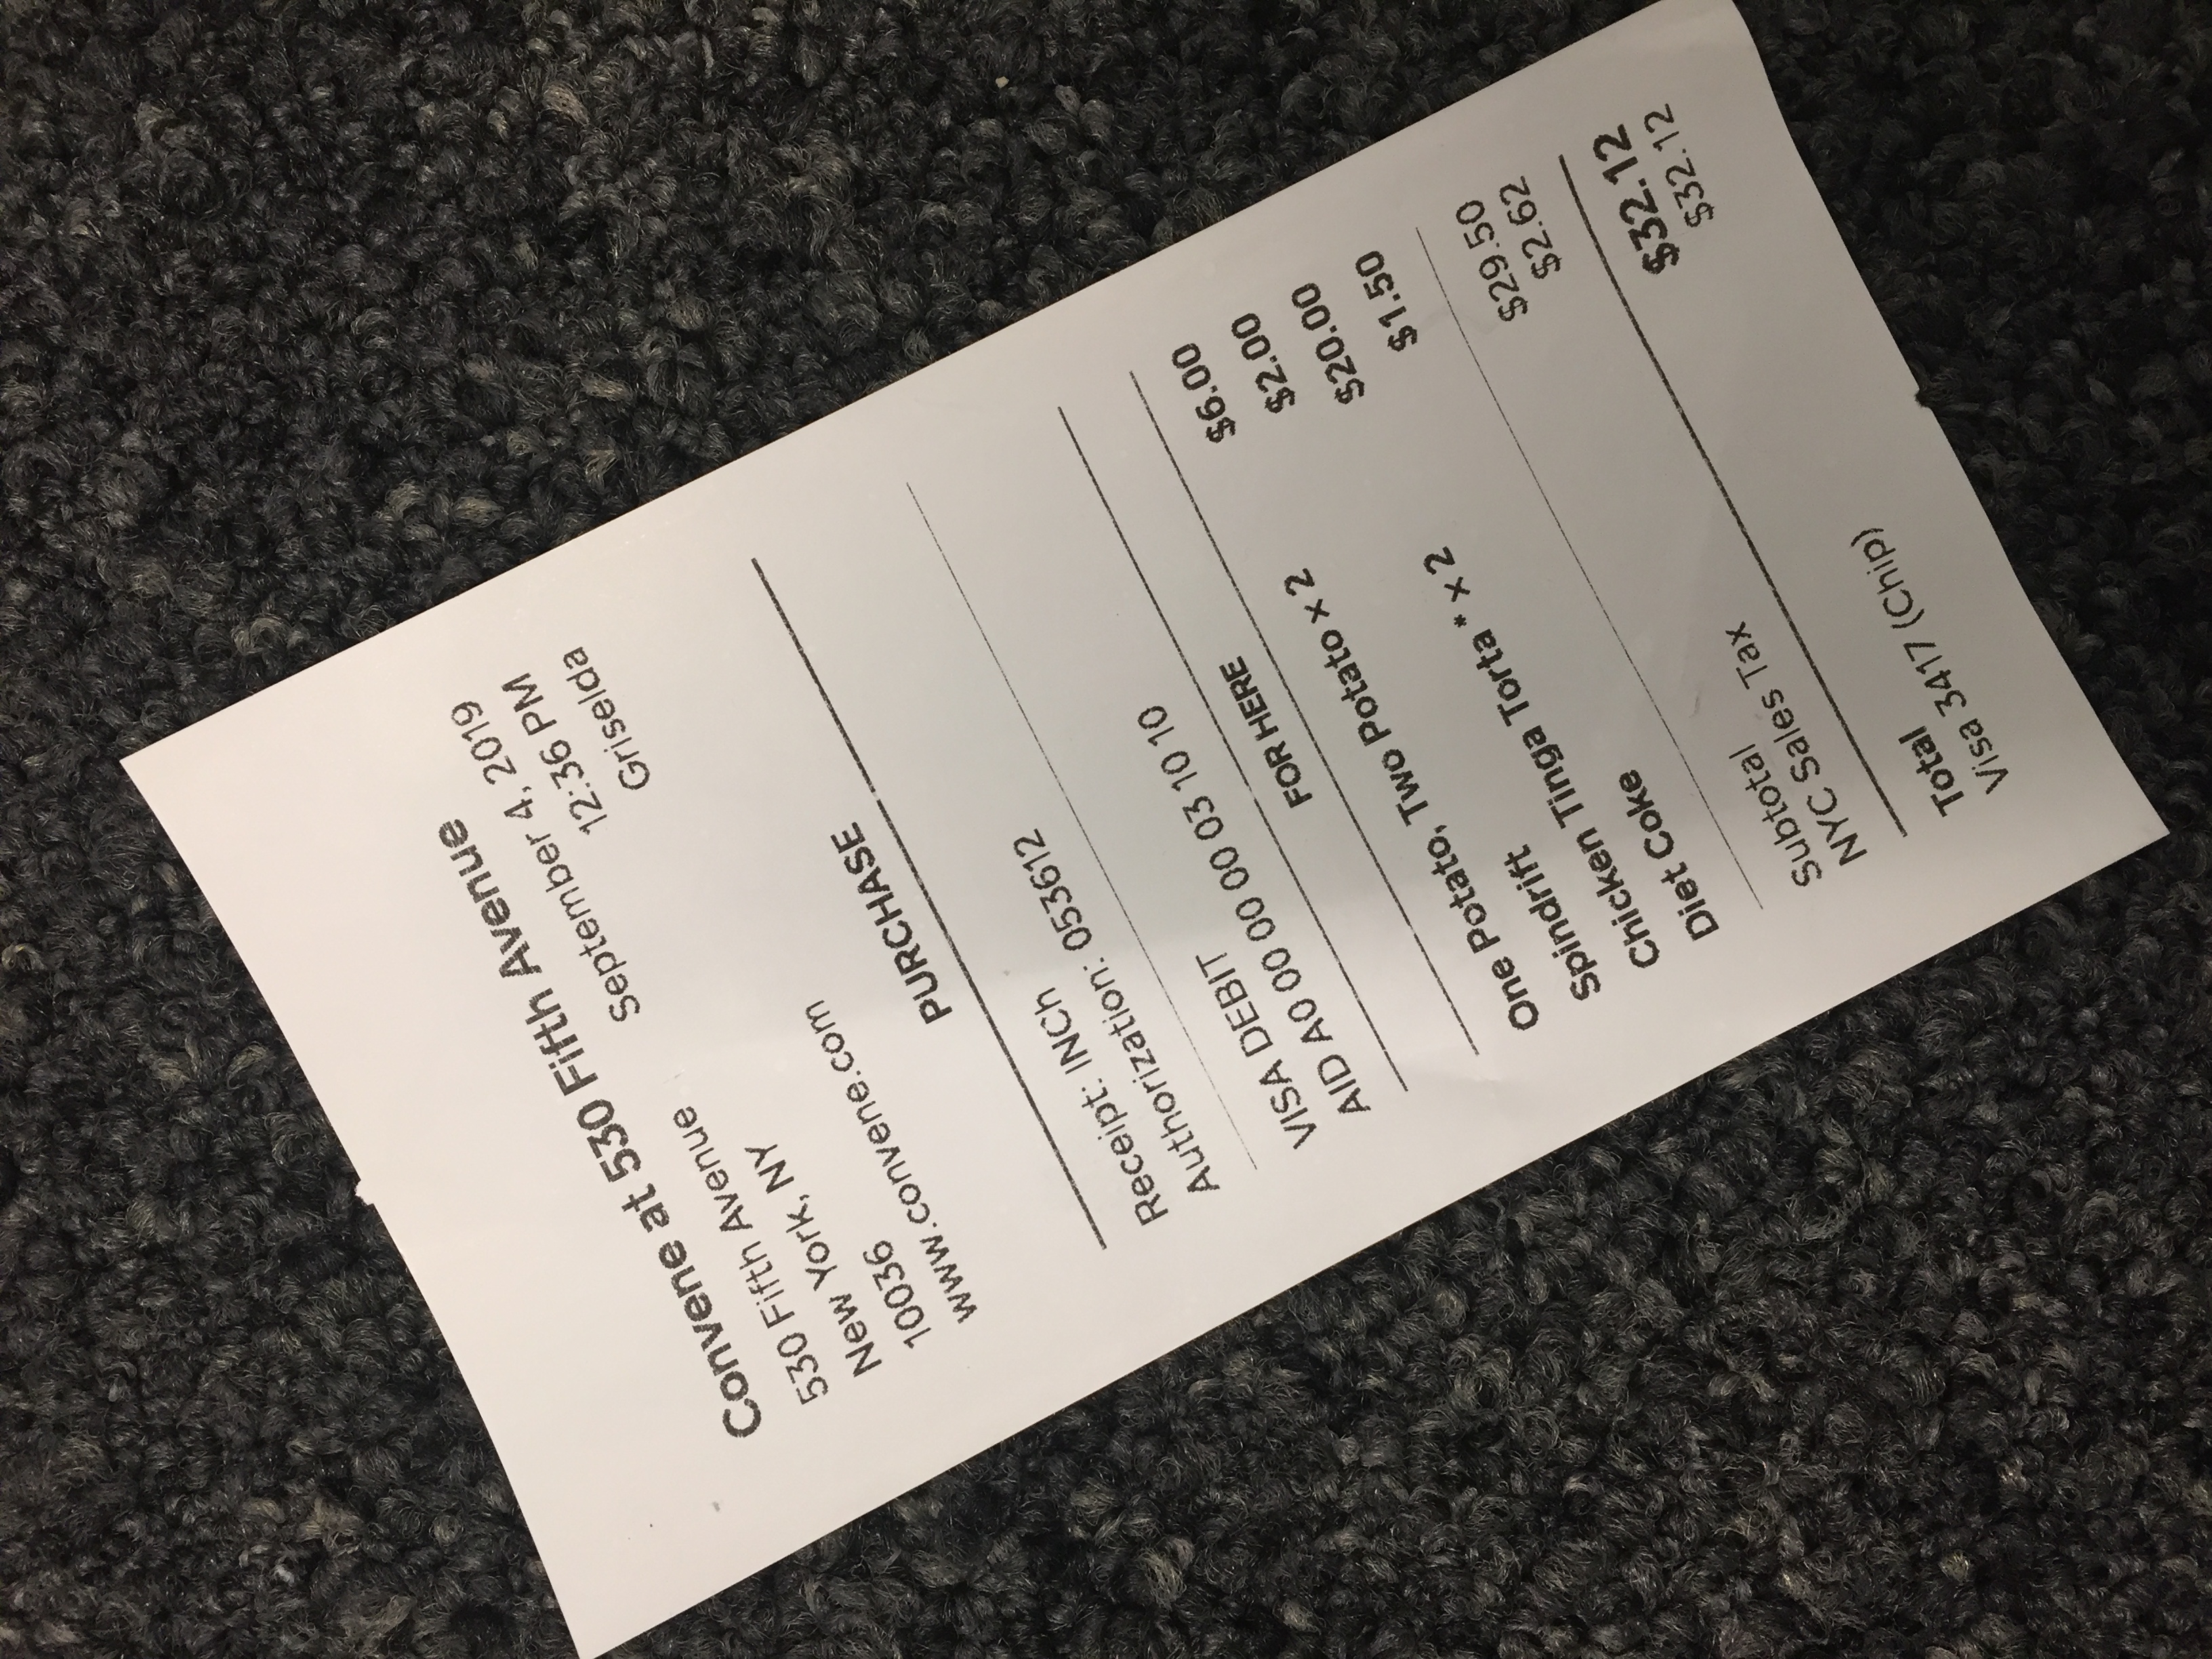 Convene at 530 Fifth Avenue
530 Fifth Avenue September 4, 2019
New York, NY 12:36 PM
10036 Griselda
www.convene.com
PURCHASE
Receipt: INCh
Authorization: 053612
VISA DEBIT
AID A0 00 00 00 03 10 10
FOR HERE
One Potato, Two Potato × 2 $6.00
Spindrift $2.00
Chicken Tinga Torta * × 2 $20.00
Diet Coke $1.50
Subtotal $29.50
NYC Sales Tax $2.62
Total $32.12
Visa 3417 (Chip) $32.12